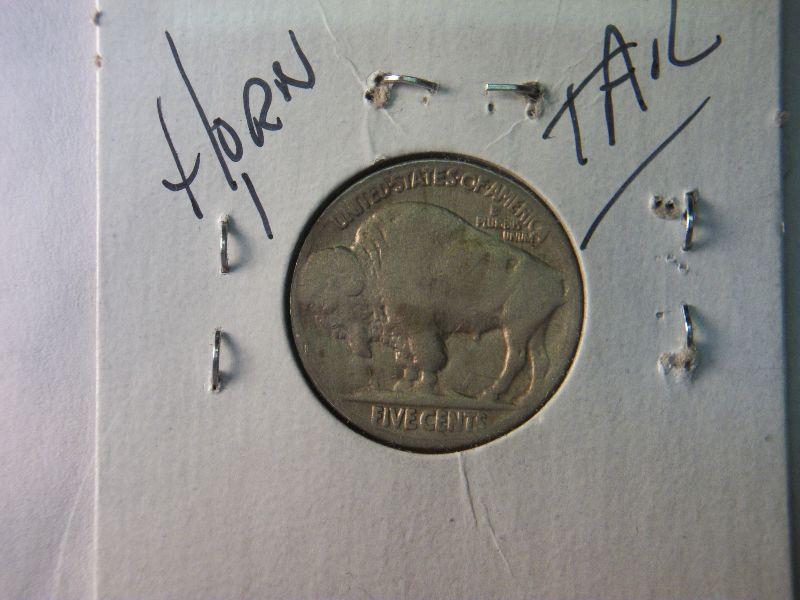 HORN
TAIL
UNITED STATES OF AMERICA
E
PLURIBUS
UNUM
FIVE CENTS